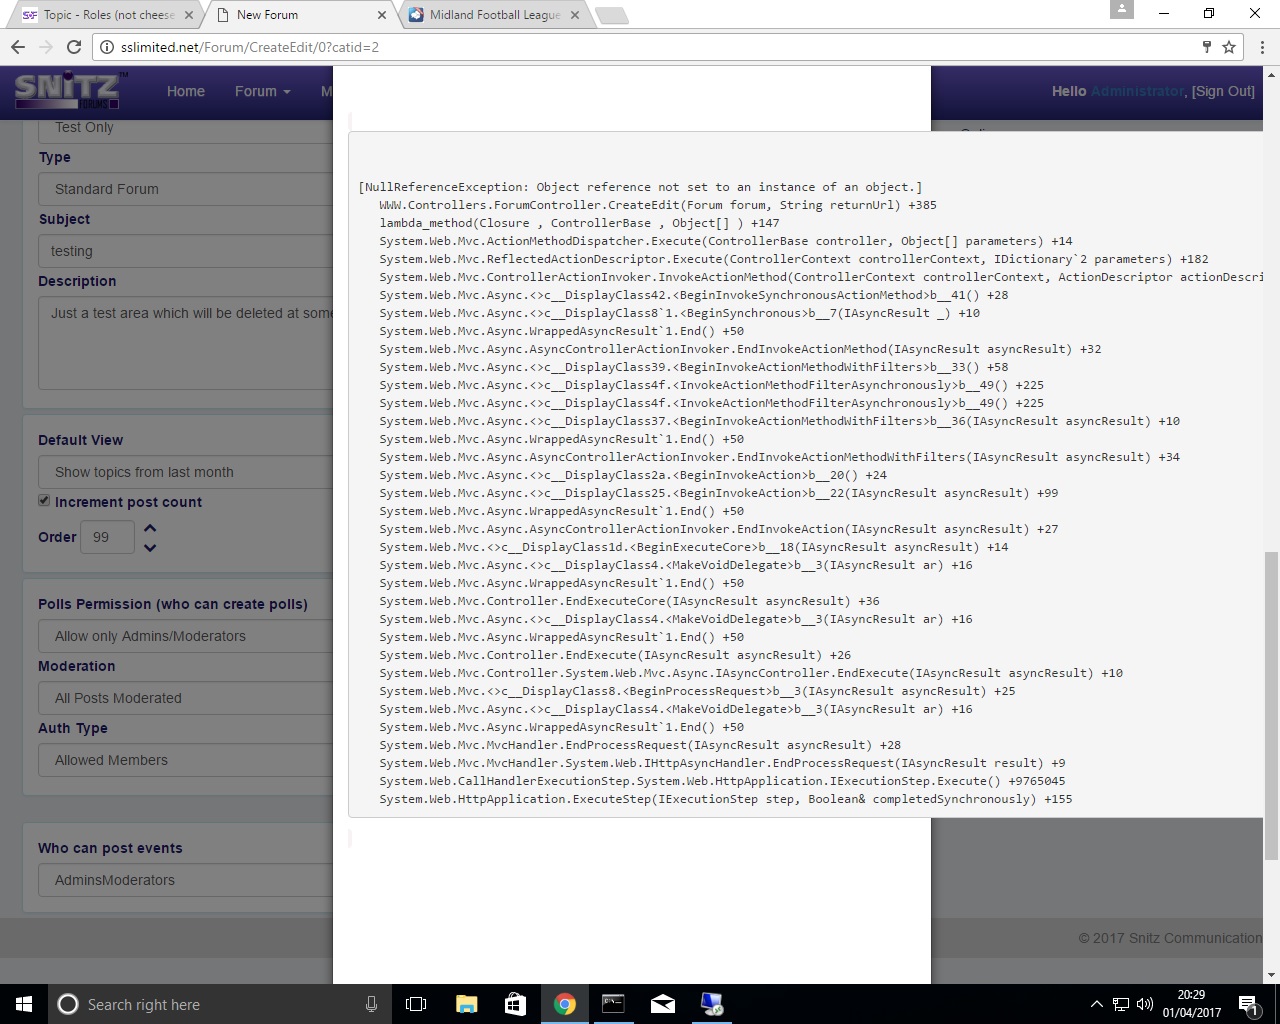 Topic - Roles (not cheese
New Forum
Midland Football League
sslimited.net/Forum/CreateEdit/0?catid=2
SNiTZ™
FORUMS
Home
Forum
M
Hello Administrator, [Sign Out]
Test Only
Type
Standard Forum
Subject
testing
Description
Just a test area which will be deleted at some
Default View
Show topics from last month
Increment post count
Order 99
Polls Permission (who can create polls)
Allow only Admins/Moderators
Moderation
All Posts Moderated
Auth Type
Allowed Members
Who can post events
AdminsModerators
[NullReferenceException: Object reference not set to an instance of an object.]
WWW.Controllers.ForumController.CreateEdit(Forum forum, String returnUrl) +385
lambda_method(Closure , ControllerBase , Object[] ) +147
System.Web.Mvc.ActionMethodDispatcher.Execute(ControllerBase controller, Object[] parameters) +14
System.Web.Mvc.ReflectedActionDescriptor.Execute(ControllerContext controllerContext, IDictionary`2 parameters) +182
System.Web.Mvc.ControllerActionInvoker.InvokeActionMethod(ControllerContext controllerContext, ActionDescriptor actionDescri
System.Web.Mvc.Async.<>c__DisplayClass42.<BeginInvokeSynchronousActionMethod>b__41() +28
System.Web.Mvc.Async.<>c__DisplayClass8`1.<BeginSynchronous>b__7(IAsyncResult _) +10
System.Web.Mvc.Async.WrappedAsyncResult`1.End() +50
System.Web.Mvc.Async.AsyncControllerActionInvoker.EndInvokeActionMethod(IAsyncResult asyncResult) +32
System.Web.Mvc.Async.<>c__DisplayClass39.<BeginInvokeActionMethodWithFilters>b__33() +58
System.Web.Mvc.Async.<>c__DisplayClass4f.<InvokeActionMethodFilterAsynchronously>b__49() +225
System.Web.Mvc.Async.<>c__DisplayClass4f.<InvokeActionMethodFilterAsynchronously>b__49() +225
System.Web.Mvc.Async.<>c__DisplayClass37.<BeginInvokeActionMethodWithFilters>b__36(IAsyncResult asyncResult) +10
System.Web.Mvc.Async.WrappedAsyncResult`1.End() +50
System.Web.Mvc.Async.AsyncControllerActionInvoker.EndInvokeActionMethodWithFilters(IAsyncResult asyncResult) +34
System.Web.Mvc.Async.<>c__DisplayClass2a.<BeginInvokeAction>b__20() +24
System.Web.Mvc.Async.<>c__DisplayClass25.<BeginInvokeAction>b__22(IAsyncResult asyncResult) +99
System.Web.Mvc.Async.WrappedAsyncResult`1.End() +50
System.Web.Mvc.Async.AsyncControllerActionInvoker.EndInvokeAction(IAsyncResult asyncResult) +27
System.Web.Mvc.<>c__DisplayClass1d.<BeginExecuteCore>b__18(IAsyncResult asyncResult) +14
System.Web.Mvc.Async.<>c__DisplayClass4.<MakeVoidDelegate>b__3(IAsyncResult ar) +16
System.Web.Mvc.Async.WrappedAsyncResult`1.End() +50
System.Web.Mvc.Controller.EndExecuteCore(IAsyncResult asyncResult) +36
System.Web.Mvc.Async.<>c__DisplayClass4.<MakeVoidDelegate>b__3(IAsyncResult ar) +16
System.Web.Mvc.Async.WrappedAsyncResult`1.End() +50
System.Web.Mvc.Controller.EndExecute(IAsyncResult asyncResult) +26
System.Web.Mvc.Controller.System.Web.Mvc.Async.IAsyncController.EndExecute(IAsyncResult asyncResult) +10
System.Web.Mvc.<>c__DisplayClass8.<BeginProcessRequest>b__3(IAsyncResult asyncResult) +25
System.Web.Mvc.Async.<>c__DisplayClass4.<MakeVoidDelegate>b__3(IAsyncResult ar) +16
System.Web.Mvc.Async.WrappedAsyncResult`1.End() +50
System.Web.Mvc.MvcHandler.EndProcessRequest(IAsyncResult asyncResult) +28
System.Web.Mvc.MvcHandler.System.Web.IHttpAsyncHandler.EndProcessRequest(IAsyncResult result) +9
System.Web.CallHandlerExecutionStep.System.Web.HttpApplication.IExecutionStep.Execute() +9765045
System.Web.HttpApplication.ExecuteStep(IExecutionStep step, Boolean& completedSynchronously) +155
© 2017 Snitz Communication
Search right here
20:29
01/04/2017
1